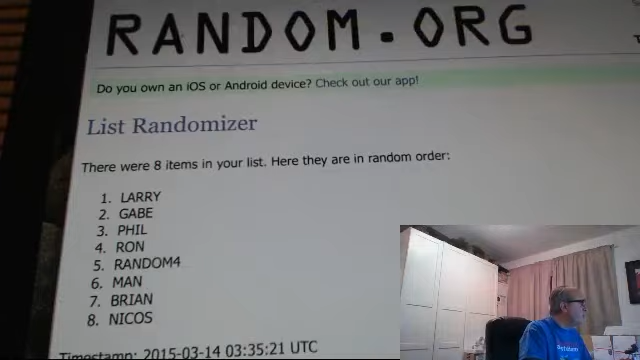 RANDOM.ORG
Do you own an iOS or Android device? Check out our app!
List Randomizer
There were 8 items in your list. Here they are in random order:
1. LARRY
2. GABE
3. PHIL
4. RON
5. RANDOM4
6. MAN
7. BRIAN
8. NICOS
Timestamp: 2015-03-14 03:35:21 UTC